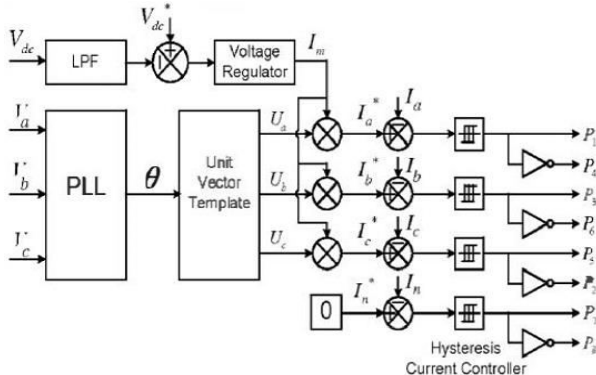 V_dc*
V_dc
LPF
Voltage
Regulator
I_m
V_a
V_b
V_c
PLL
θ
Unit
Vector
Template
U_a
U_b
U_c
I_a*
I_a
I_b*
I_b
I_c*
I_c
I_n*
I_n
0
P_1
P_4
P_3
P_6
P_5
P_2
P_7
P_8
Hysteresis
Current Controller